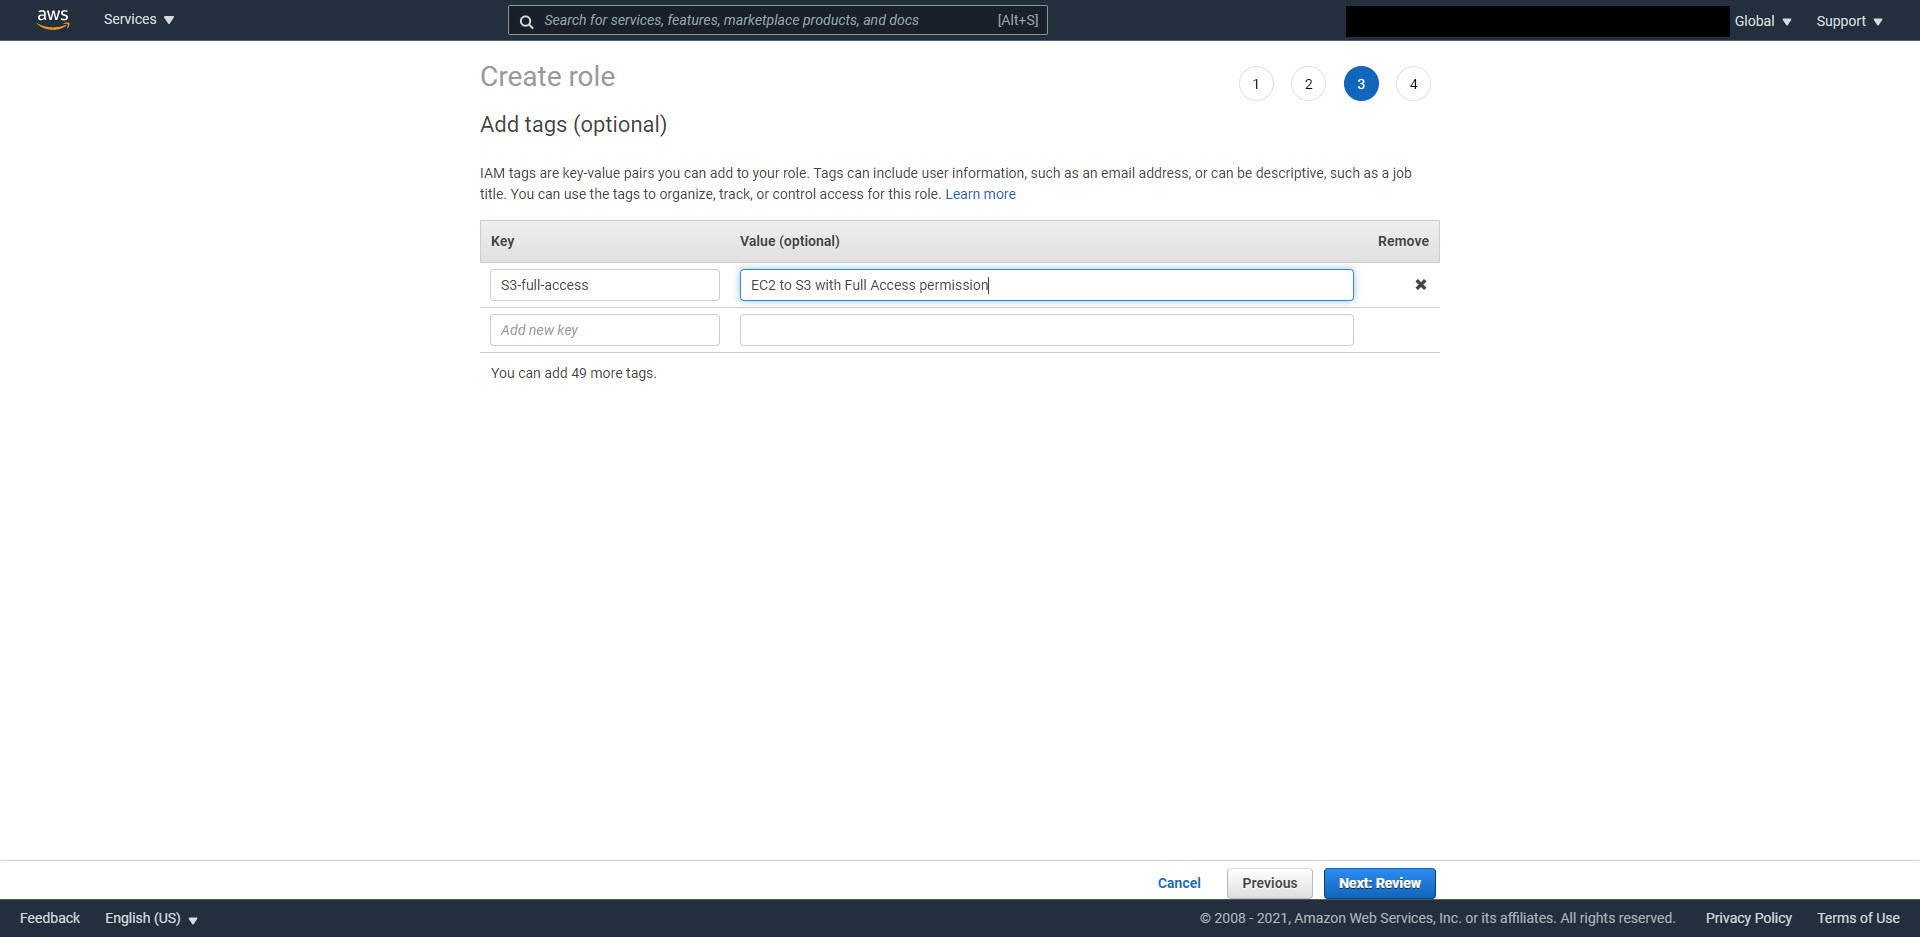 aws Services Search for services, features, marketplace products, and docs [Alt+S] Global Support
Create role 1 2 3 4
Add tags (optional)
IAM tags are key-value pairs you can add to your role. Tags can include user information, such as an email address, or can be descriptive, such as a job
title. You can use the tags to organize, track, or control access for this role. Learn more
Key Value (optional) Remove
S3-full-access EC2 to S3 with Full Access permission
Add new key
You can add 49 more tags.
Cancel Previous Next: Review
Feedback English (US) © 2008 - 2021, Amazon Web Services, Inc. or its affiliates. All rights reserved. Privacy Policy Terms of Use